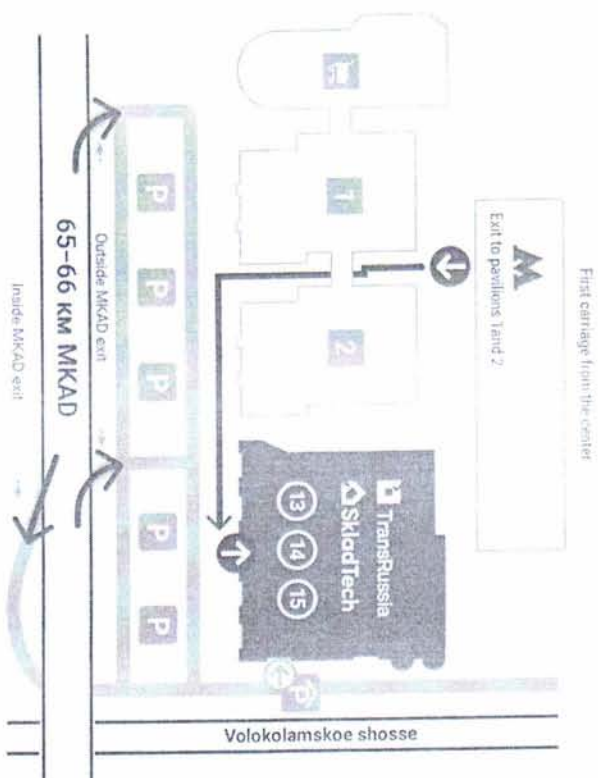 First carriage from the center
M
Exit to pavilions 1 and 2
1
2
TransRussia
SkladTech
13 14 15
P
P
P
P
P
P
Outside MKAD exit
65-66 км MKAD
Inside MKAD exit
Volokolamskoe shosse